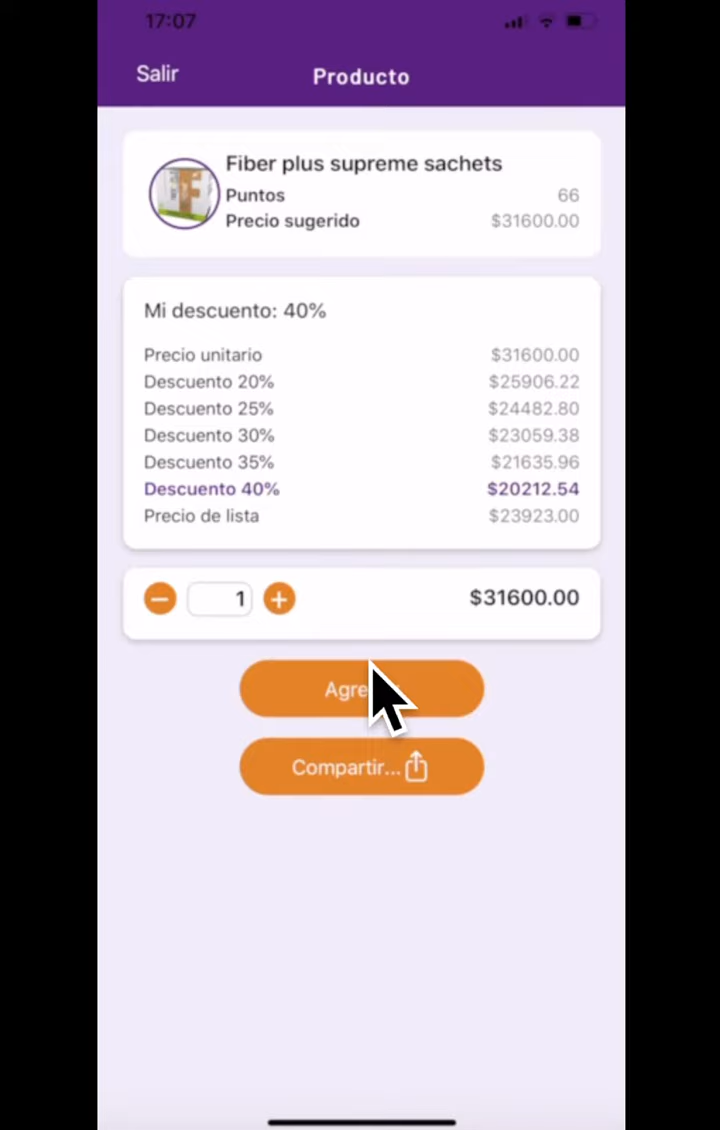 17:07
Salir
Producto
Fiber plus supreme sachets
Puntos 66
Precio sugerido $31600.00
Mi descuento: 40%
Precio unitario $31600.00
Descuento 20% $25906.22
Descuento 25% $24482.80
Descuento 30% $23059.38
Descuento 35% $21635.96
Descuento 40% $20212.54
Precio de lista $23923.00
1 $31600.00
Compartir...